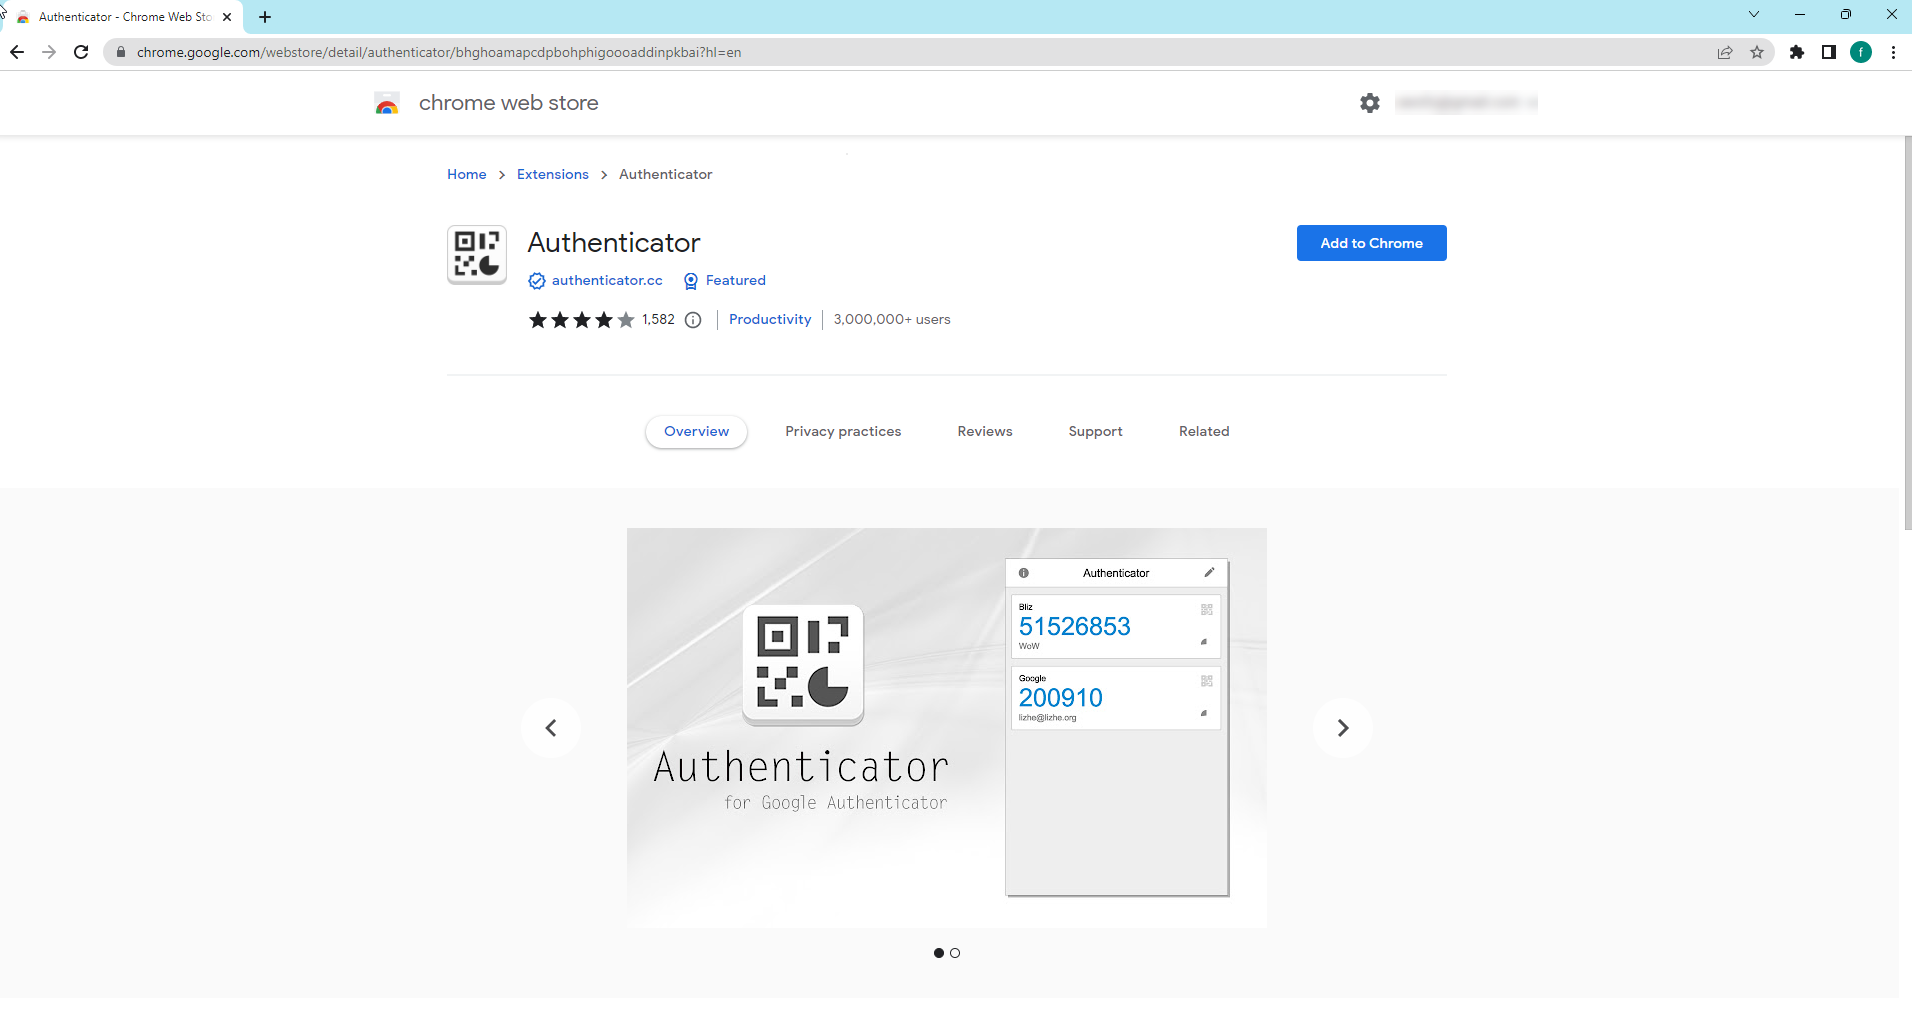 Authenticator - Chrome Web Sto
chrome.google.com/webstore/detail/authenticator/bhghoamapcdpbohphigoooaddinpkbai?hl=en
f
chrome web store
Home > Extensions > Authenticator
Authenticator
Add to Chrome
authenticator.cc Featured
1,582 Productivity 3,000,000+ users
Overview Privacy practices Reviews Support Related
Authenticator
Bliz
51526853
WoW
Google
200910
lizhe@lizhe.org
Authenticator
for Google Authenticator